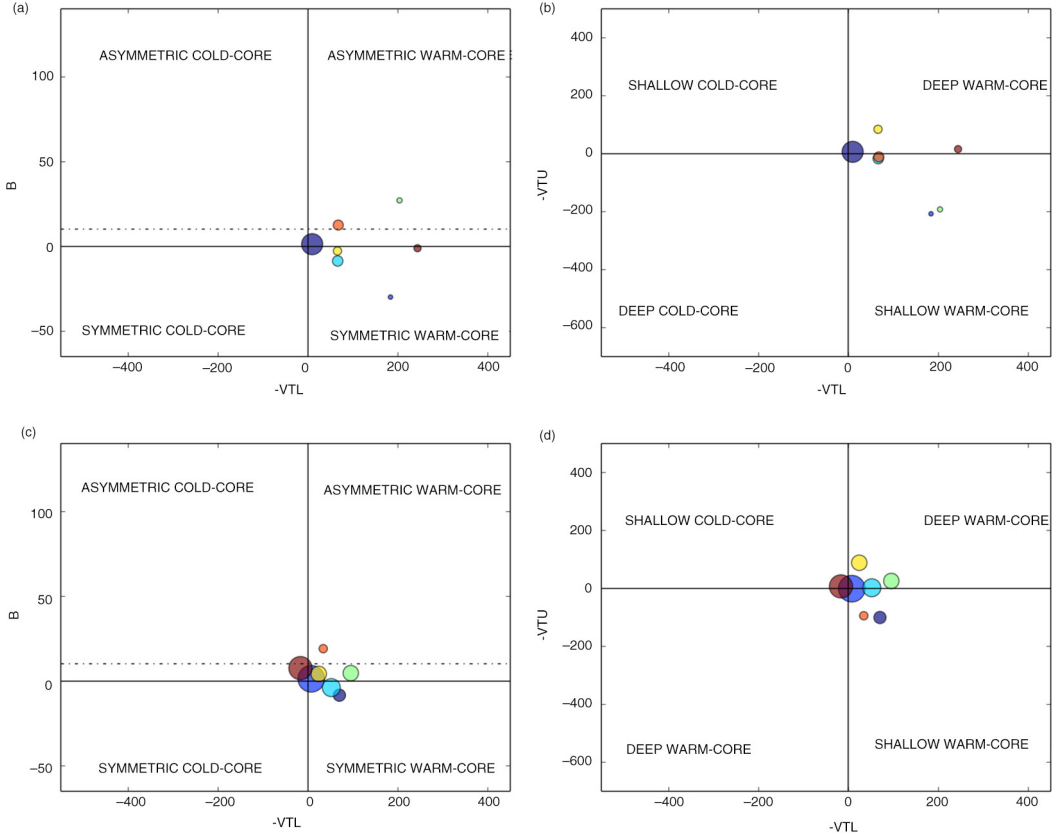 (a)
ASYMMETRIC COLD-CORE
ASYMMETRIC WARM-CORE
100
50
0
−50
B
SYMMETRIC COLD-CORE
SYMMETRIC WARM-CORE
−400
−200
0
200
400
-VTL
(b)
400
200
0
−200
−400
−600
-VTU
SHALLOW COLD-CORE
DEEP WARM-CORE
DEEP COLD-CORE
SHALLOW WARM-CORE
−400
−200
0
200
400
-VTL
(c)
ASYMMETRIC COLD-CORE
ASYMMETRIC WARM-CORE
100
50
0
−50
B
SYMMETRIC COLD-CORE
SYMMETRIC WARM-CORE
−400
−200
0
200
400
-VTL
(d)
400
200
0
−200
−400
−600
-VTU
SHALLOW COLD-CORE
DEEP WARM-CORE
DEEP WARM-CORE
SHALLOW WARM-CORE
−400
−200
0
200
400
-VTL